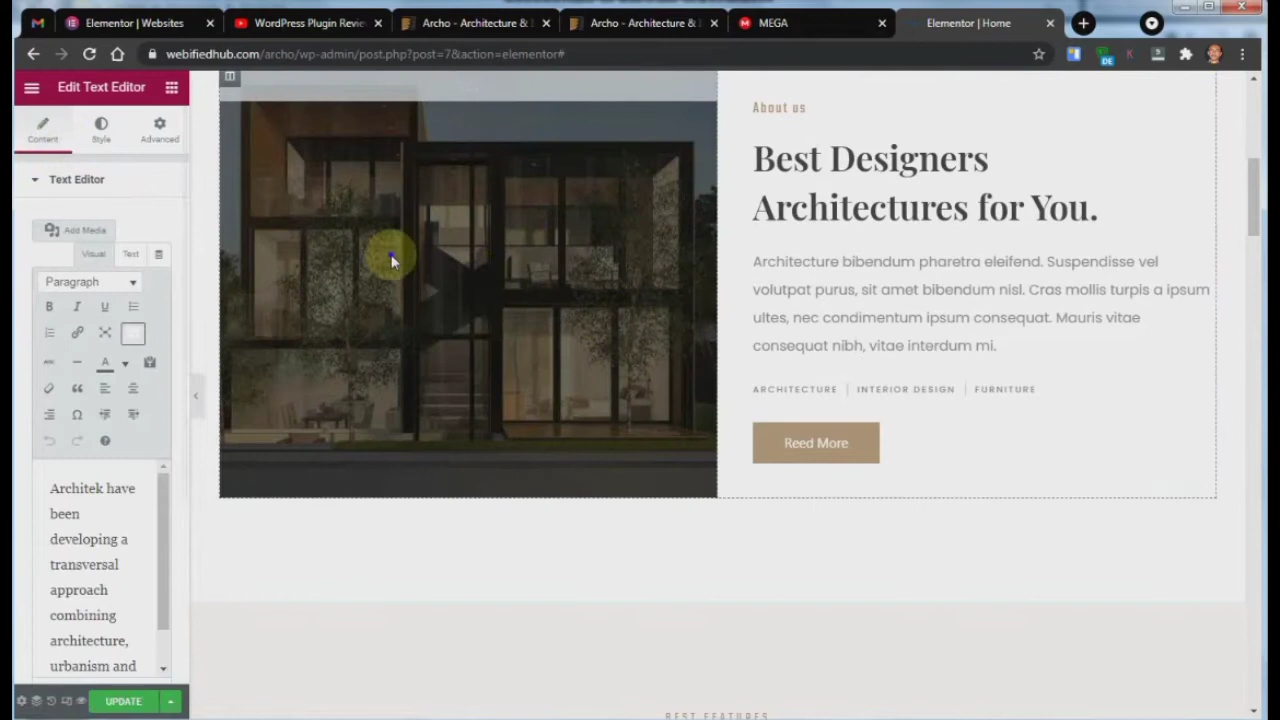 Elementor | Websites
WordPress Plugin Revie
Archo - Architecture & I
Archo - Architecture & I
MEGA
Elementor | Home
webifiedhub.com/archo/wp-admin/post.php?post=7&action=elementor#
DE
Edit Text Editor
Content
Style
Advanced
Text Editor
Add Media
Visual
Text
Paragraph
Architek have
been
developing a
transversal
approach
combining
architecture,
urbanism and
UPDATE
About us
Best Designers
Architectures for You.
Architecture bibendum pharetra eleifend. Suspendisse vel
volutpat purus, sit amet bibendum nisl. Cras mollis turpis a ipsum
ultes, nec condimentum ipsum consequat. Mauris vitae
consequat nibh, vitae interdum mi.
ARCHITECTURE
INTERIOR DESIGN
FURNITURE
Reed More
BEST FEATURES